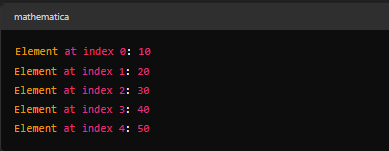 mathematica
Element at index 0: 10
Element at index 1: 20
Element at index 2: 30
Element at index 3: 40
Element at index 4: 50